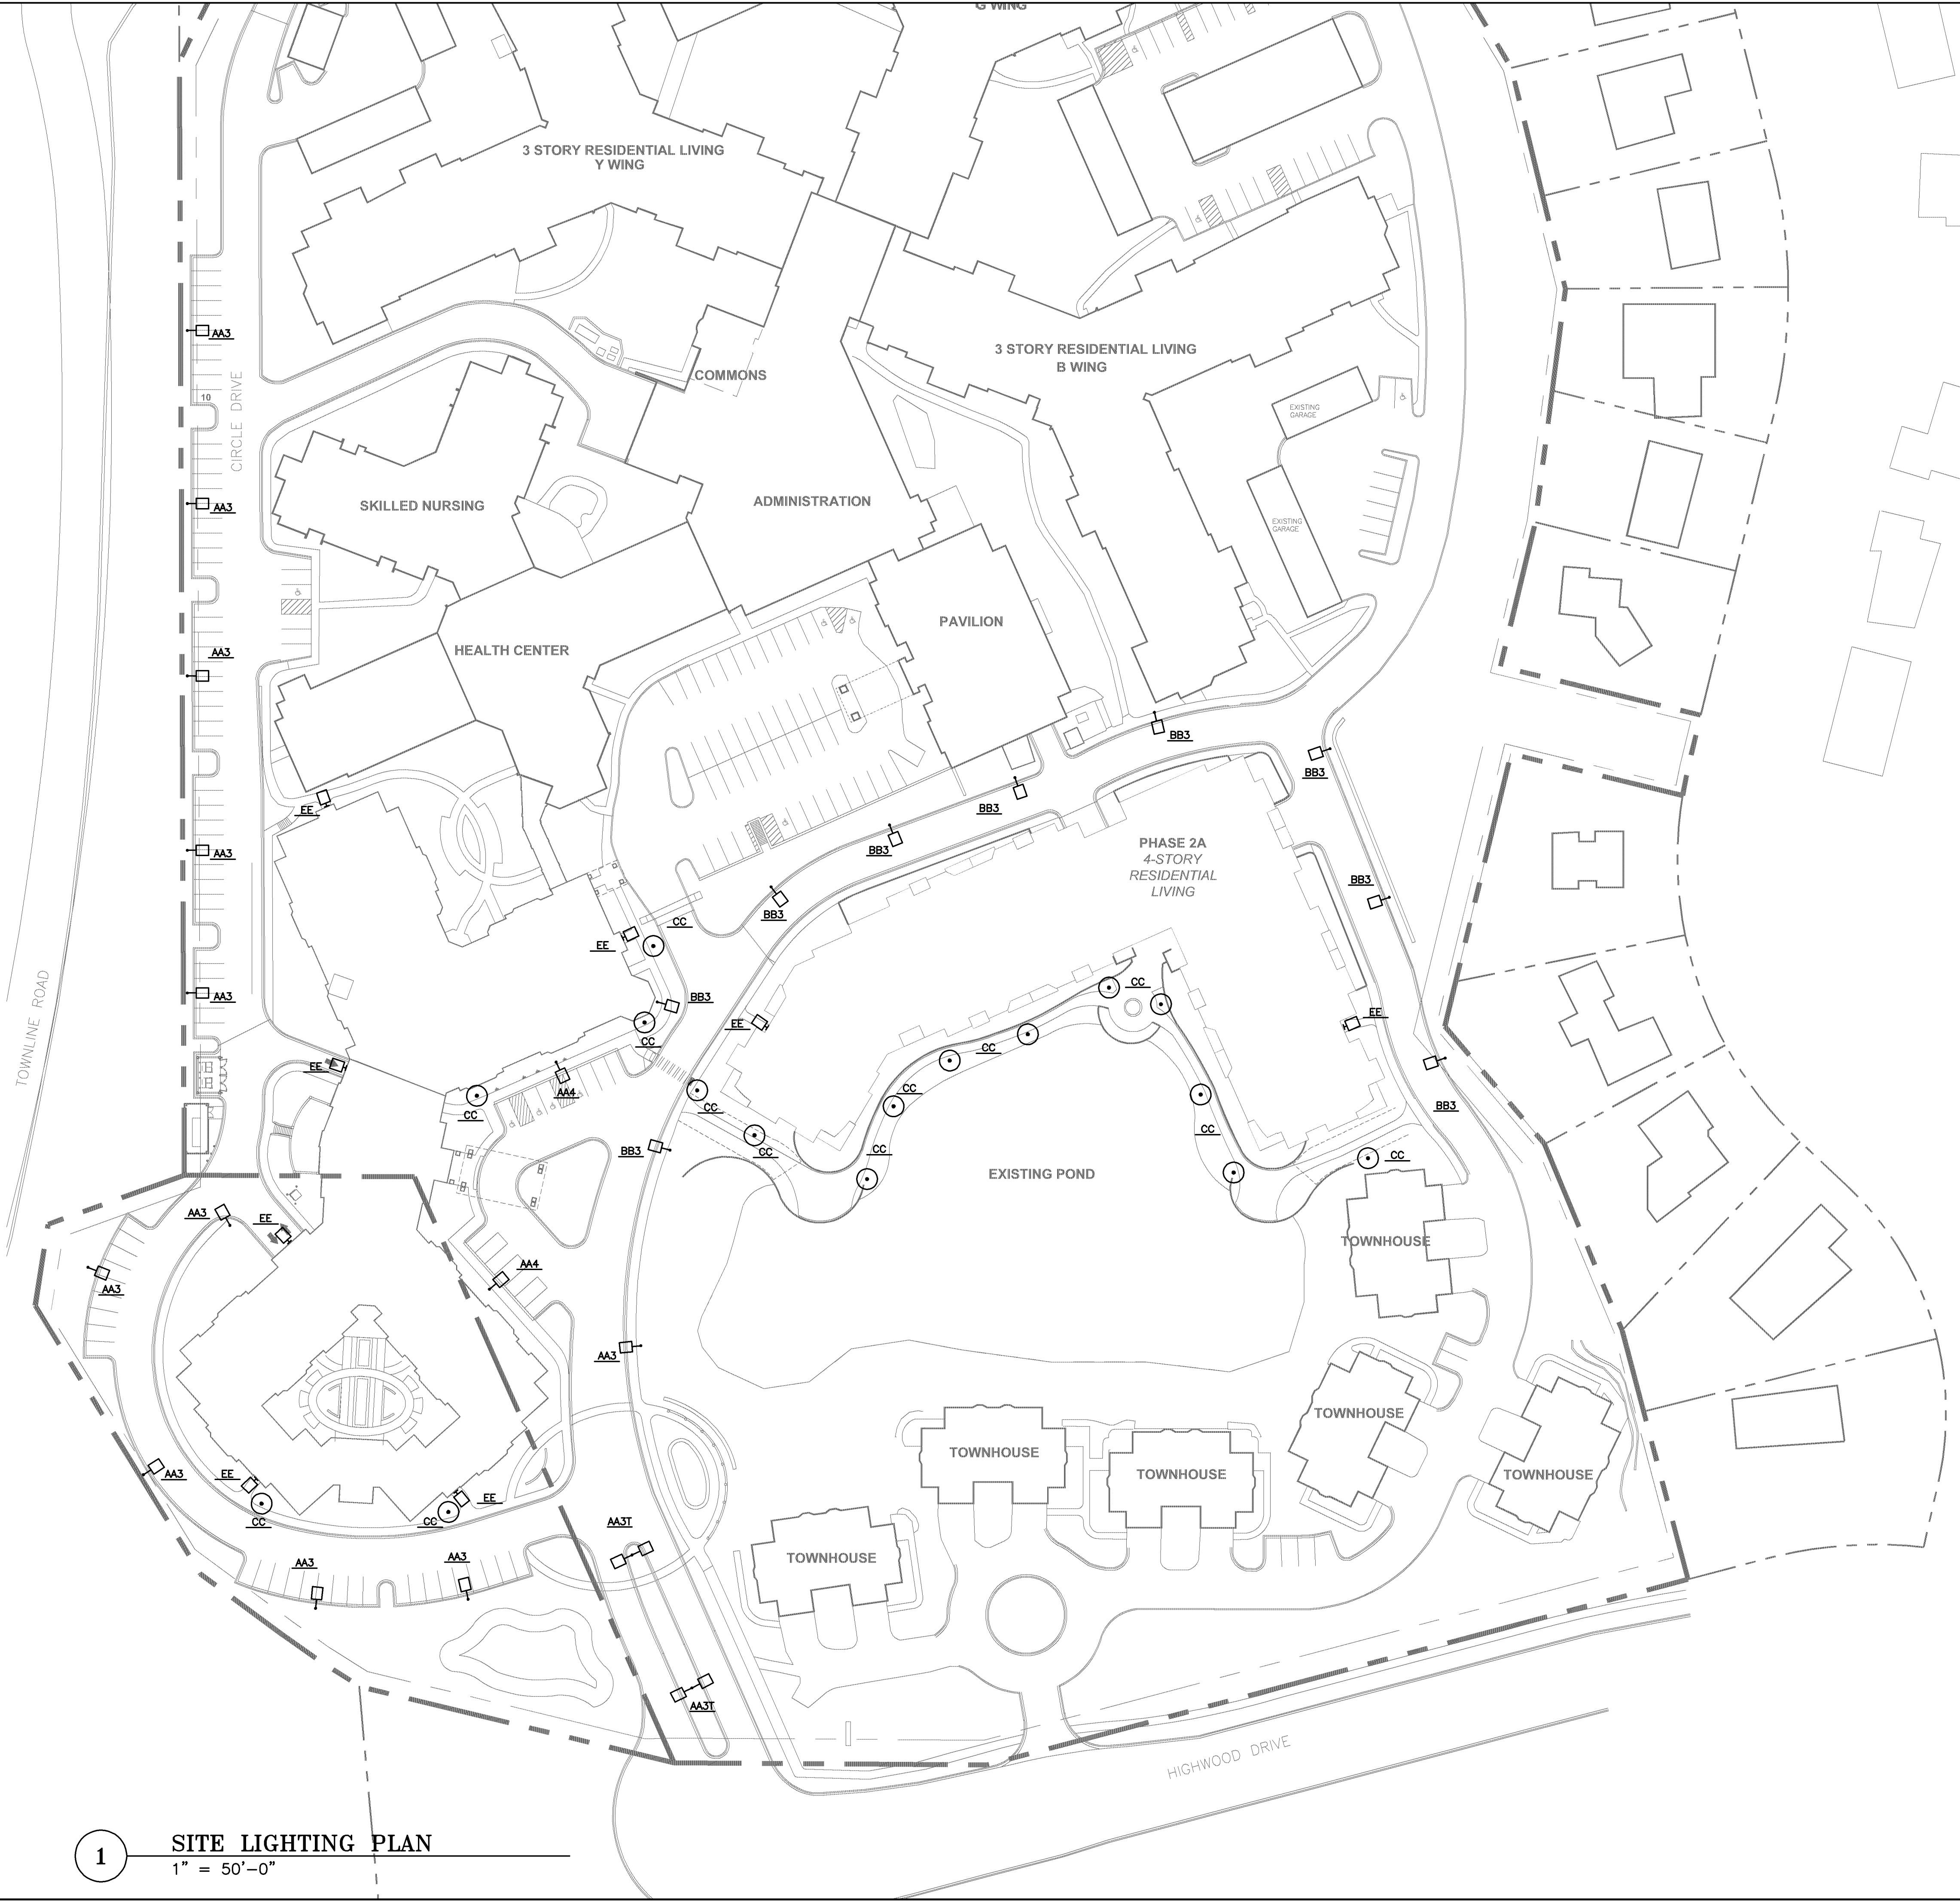 G WING
3 STORY RESIDENTIAL LIVING
Y WING
AA3
CIRCLE DRIVE
10
COMMONS
3 STORY RESIDENTIAL LIVING
B WING
EXISTING
GARAGE
SKILLED NURSING
ADMINISTRATION
AA3
EXISTING
GARAGE
PAVILION
HEALTH CENTER
AA3
BB3
BB3
EE
BB3
BB3
AA3
PHASE 2A
4-STORY
RESIDENTIAL
LIVING
BB3
BB3
CC
EE
CC
AA3
BB3
TOWNLINE ROAD
EE
EE
CC
CC
EE
AA4
CC
CC
CC
BB3
CC
CC
BB3
CC
CC
CC
EXISTING POND
AA3
EE
TOWNHOUSE
AA4
AA3
AA3
TOWNHOUSE
TOWNHOUSE
TOWNHOUSE
TOWNHOUSE
AA3
EE
EE
CC
CC
AA3T
AA3
AA3
TOWNHOUSE
AA3T
HIGHWOOD DRIVE
1
SITE LIGHTING PLAN
1" = 50'-0"